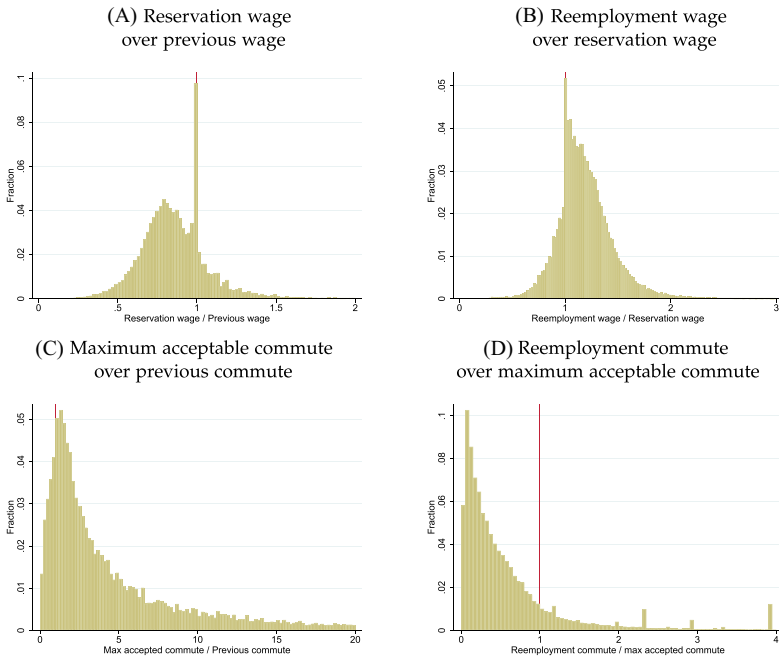 (A) Reservation wage
over previous wage
.1
.08
.06
.04
.02
0
Fraction
0 .5 1 1.5 2
Reservation wage / Previous wage
(B) Reemployment wage
over reservation wage
.05
.04
.03
.02
.01
0
Fraction
0 1 2 3
Reemployment wage / Reservation wage
(C) Maximum acceptable commute
over previous commute
.05
.04
.03
.02
.01
0
Fraction
0 5 10 15 20
Max accepted commute / Previous commute
(D) Reemployment commute
over maximum acceptable commute
.1
.08
.06
.04
.02
0
Fraction
0 1 2 3 4
Reemployment commute / max accepted commute